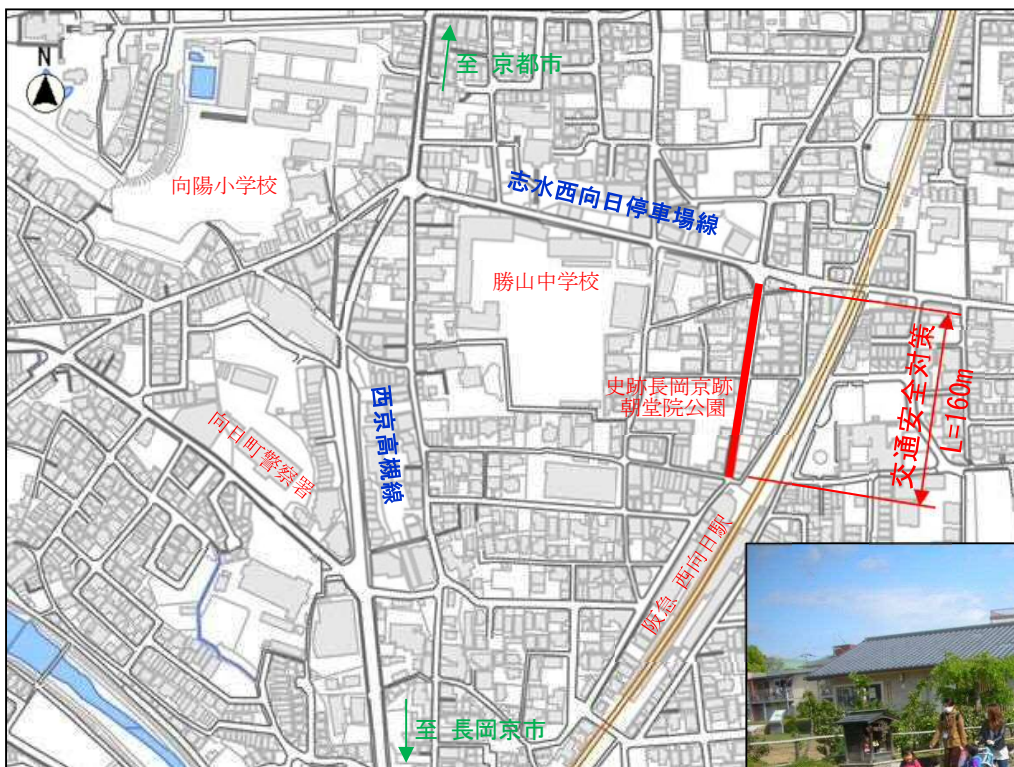 至 京都市
N
向陽小学校
志水西向日停車場線
勝山中学校
史跡長岡京跡
朝堂院公園
交通安全対策
L=160m
西京高槻線
向日町警察署
阪急 西向日駅
至 長岡京市